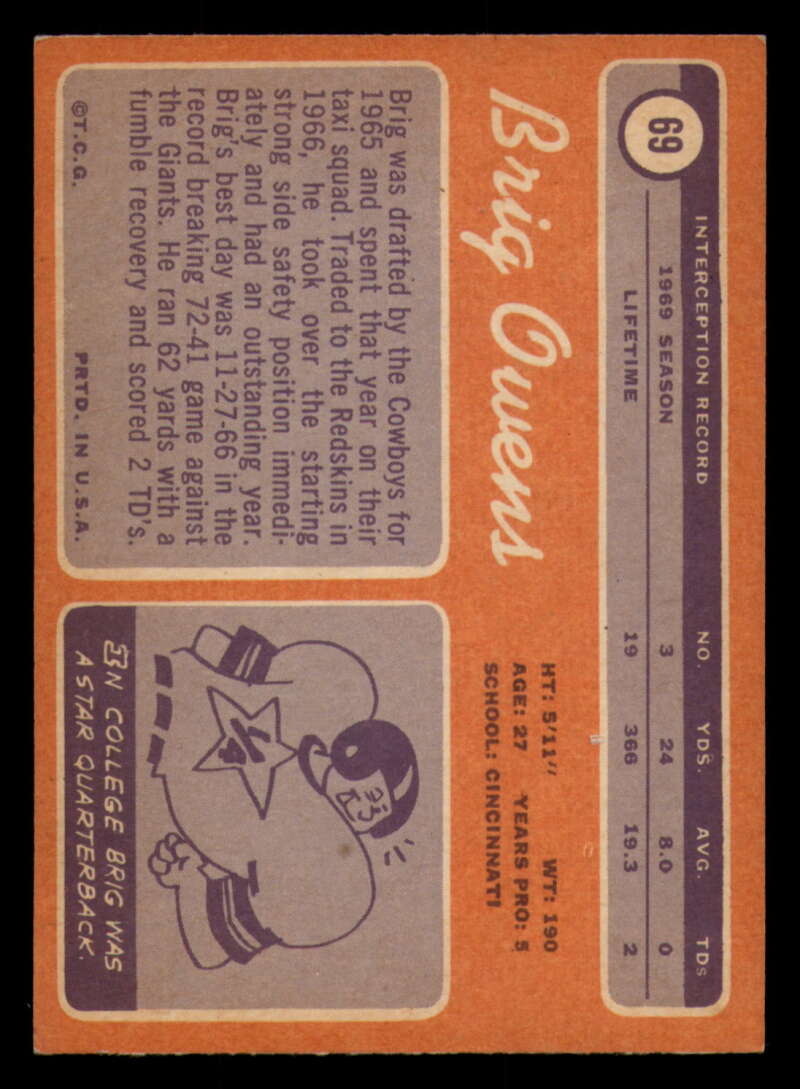 69
INTERCEPTION RECORD NO. YDS. AVG. TDS
1969 SEASON 3 24 8.0 0
LIFETIME 19 366 19.3 2
Brig Owens
HT: 5'11" WT: 190
AGE: 27 YEARS PRO: 5
SCHOOL: CINCINNATI
Brig was drafted by the Cowboys for
1965 and spent that year on their
taxi squad. Traded to the Redskins in
1966, he took over the starting
strong side safety position immedi-
ately and had an outstanding year.
Brig's best day was 11-27-66 in the
record breaking 72-41 game against
the Giants. He ran 62 yards with a
fumble recovery and scored 2 TD's.
©T.C.G. PRTD. IN U.S.A.
IN COLLEGE BRIG WAS
A STAR QUARTERBACK.